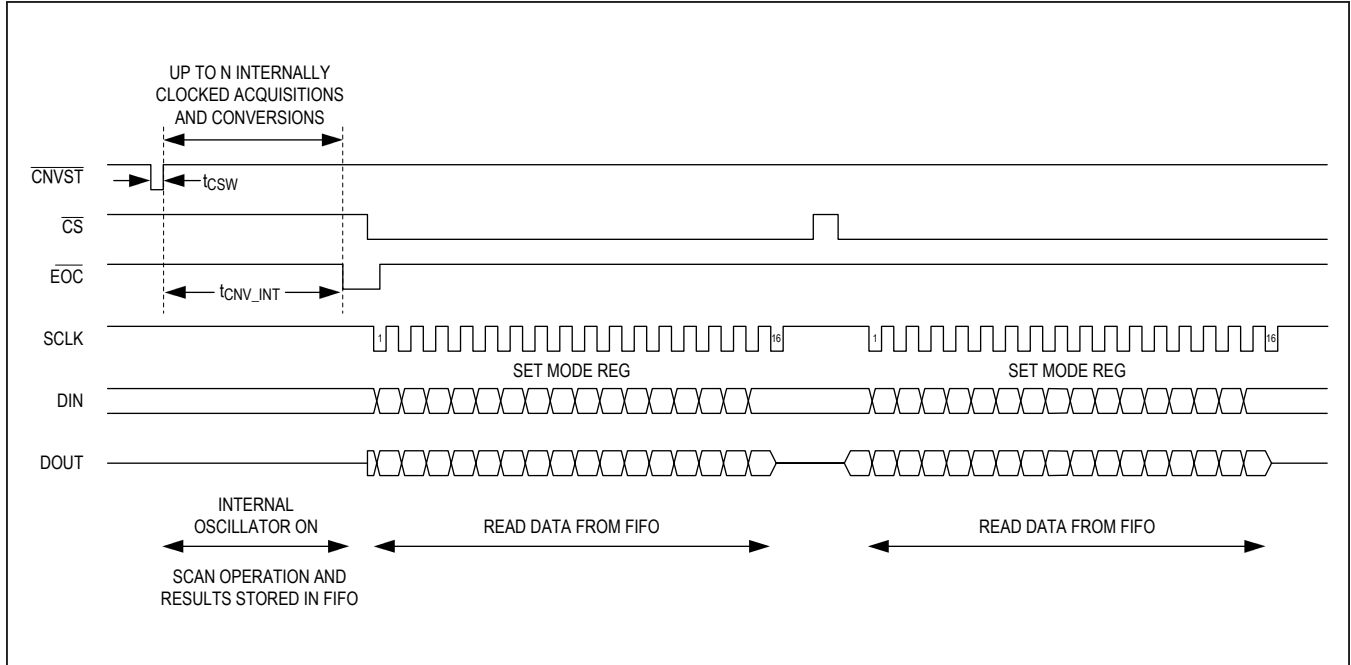 UP TO N INTERNALLY
CLOCKED ACQUISITIONS
AND CONVERSIONS
CNVST
tCSW
CS
EOC
tCNV_INT
SCLK
1
16
1
16
SET MODE REG
SET MODE REG
DIN
DOUT
INTERNAL
OSCILLATOR ON
READ DATA FROM FIFO
READ DATA FROM FIFO
SCAN OPERATION AND
RESULTS STORED IN FIFO